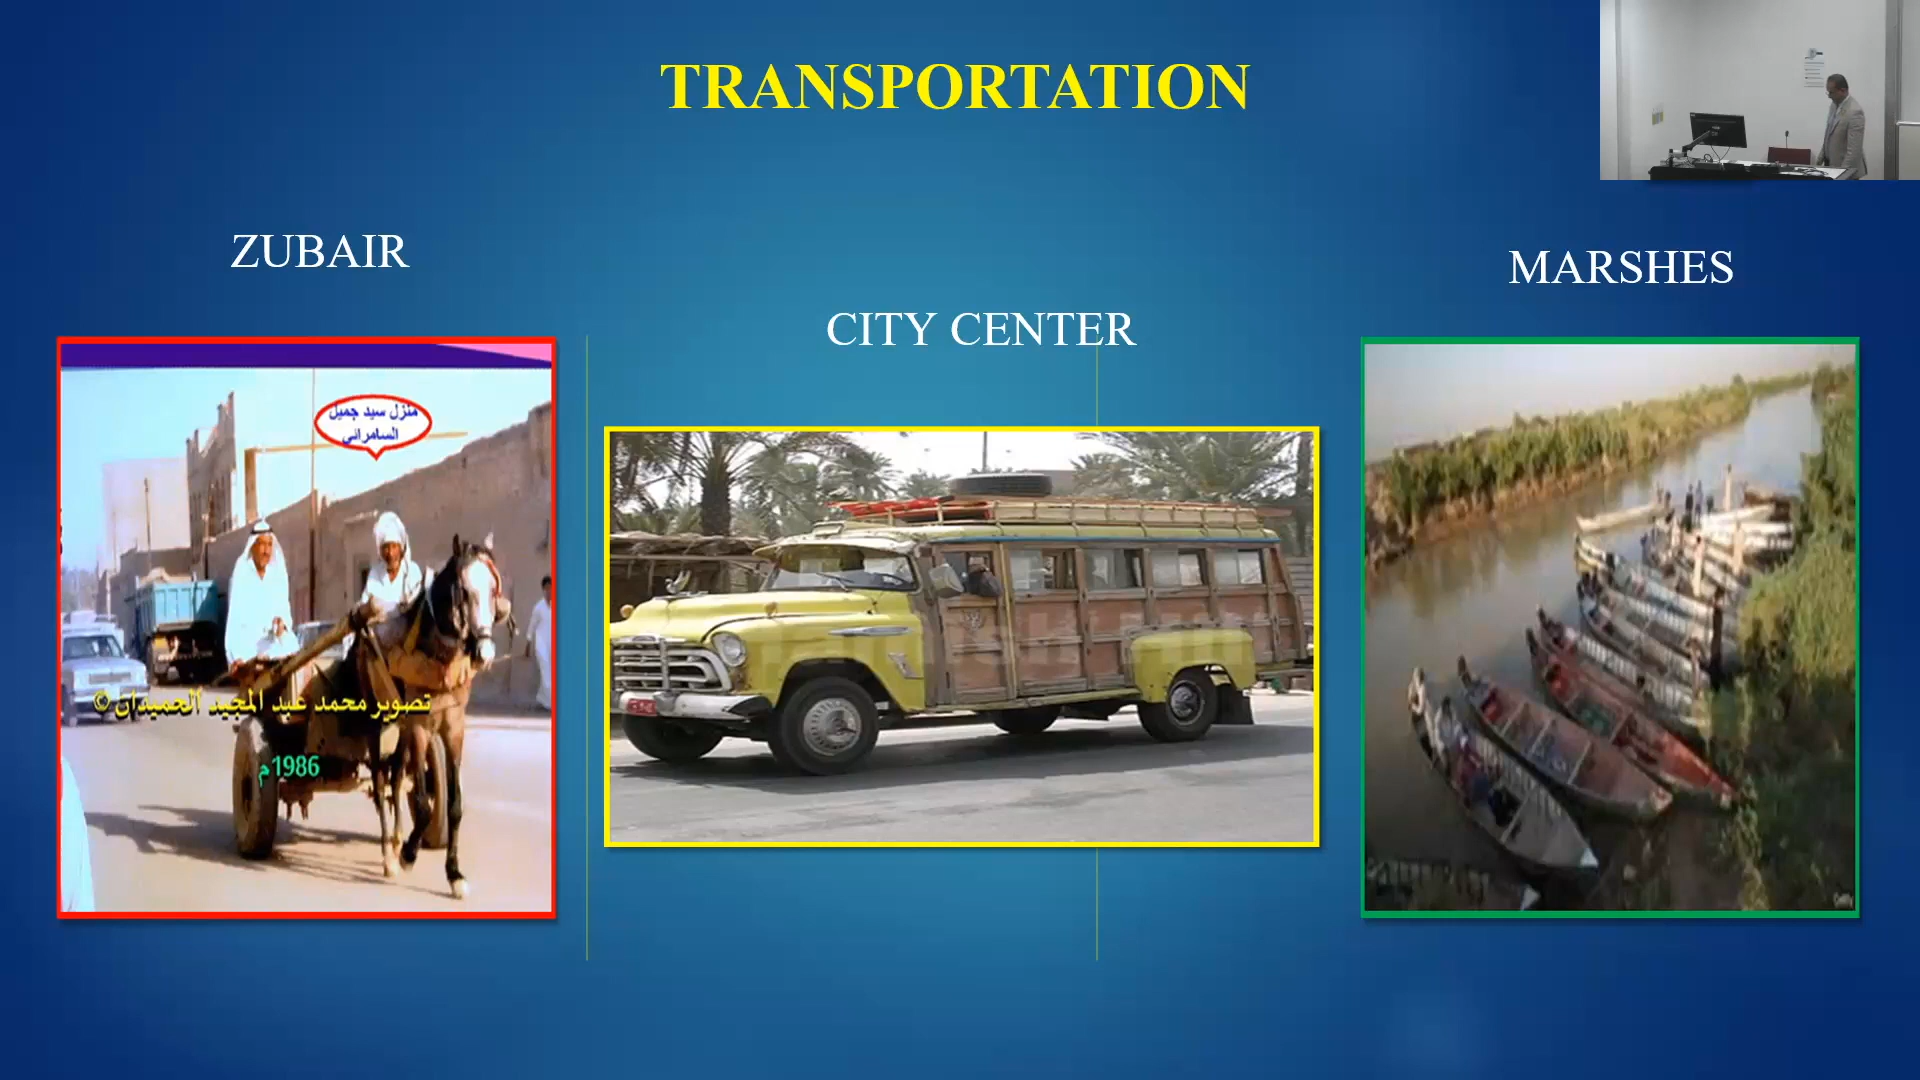 TRANSPORTATION
ZUBAIR
CITY CENTER
MARSHES
منزل سيد جميل
السامرائي
تصوير محمد عبد المجيد الحميدان ©
1986م